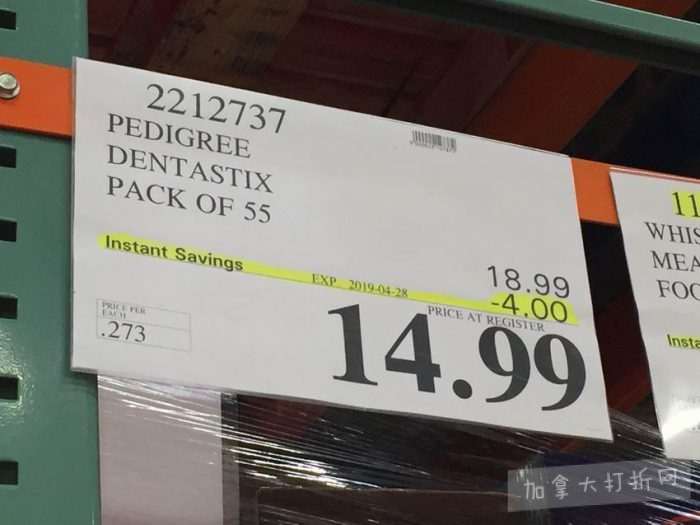 2212737
PEDIGREE
DENTASTIX
PACK OF 55
Instant Savings
EXP 2019-04-28
18.99
-4.00
PRICE AT REGISTER
14.99
PRICE PER
EACH
.273
11
WHIS
MEA
FOO
Insta
加拿大打折网